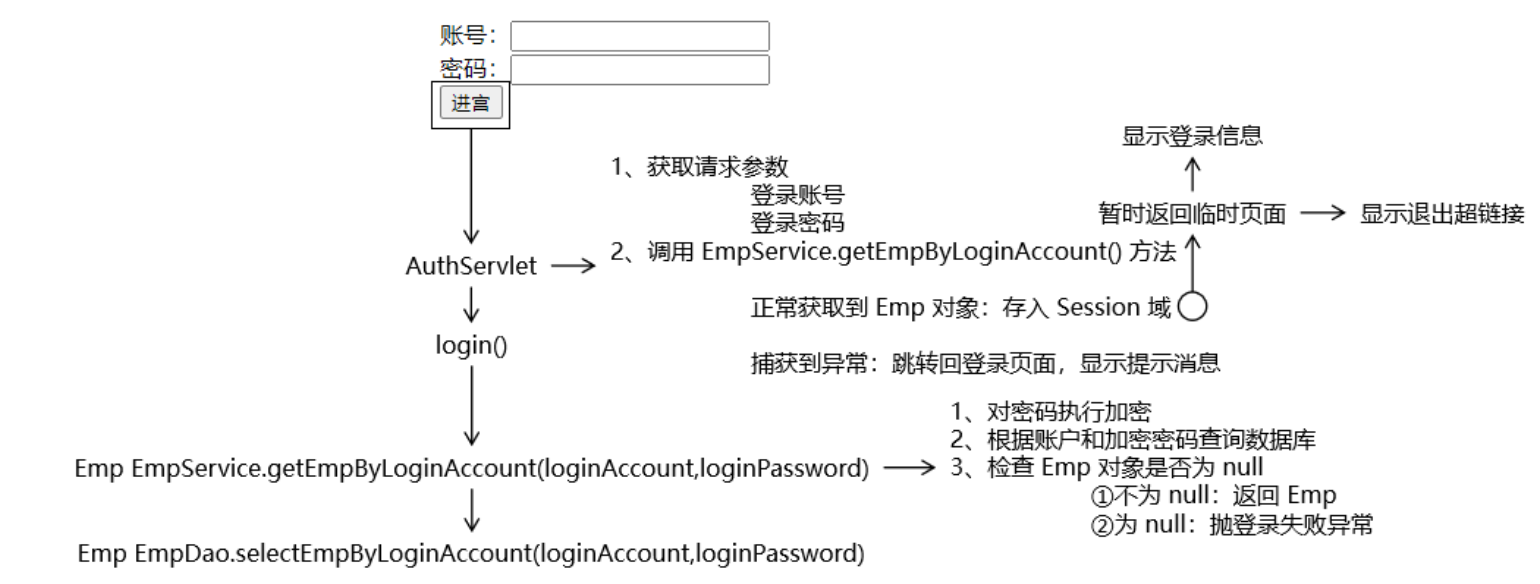 账号：
密码：
进宫
显示登录信息
1、获取请求参数
登录账号
登录密码
暂时返回临时页面
显示退出超链接
AuthServlet
2、调用 EmpService.getEmpByLoginAccount() 方法
正常获取到 Emp 对象：存入 Session 域
login()
捕获到异常：跳转回登录页面，显示提示消息
1、对密码执行加密
2、根据账户和加密密码查询数据库
Emp EmpService.getEmpByLoginAccount(loginAccount,loginPassword)
3、检查 Emp 对象是否为 null
①不为 null：返回 Emp
②为 null：抛登录失败异常
Emp EmpDao.selectEmpByLoginAccount(loginAccount,loginPassword)